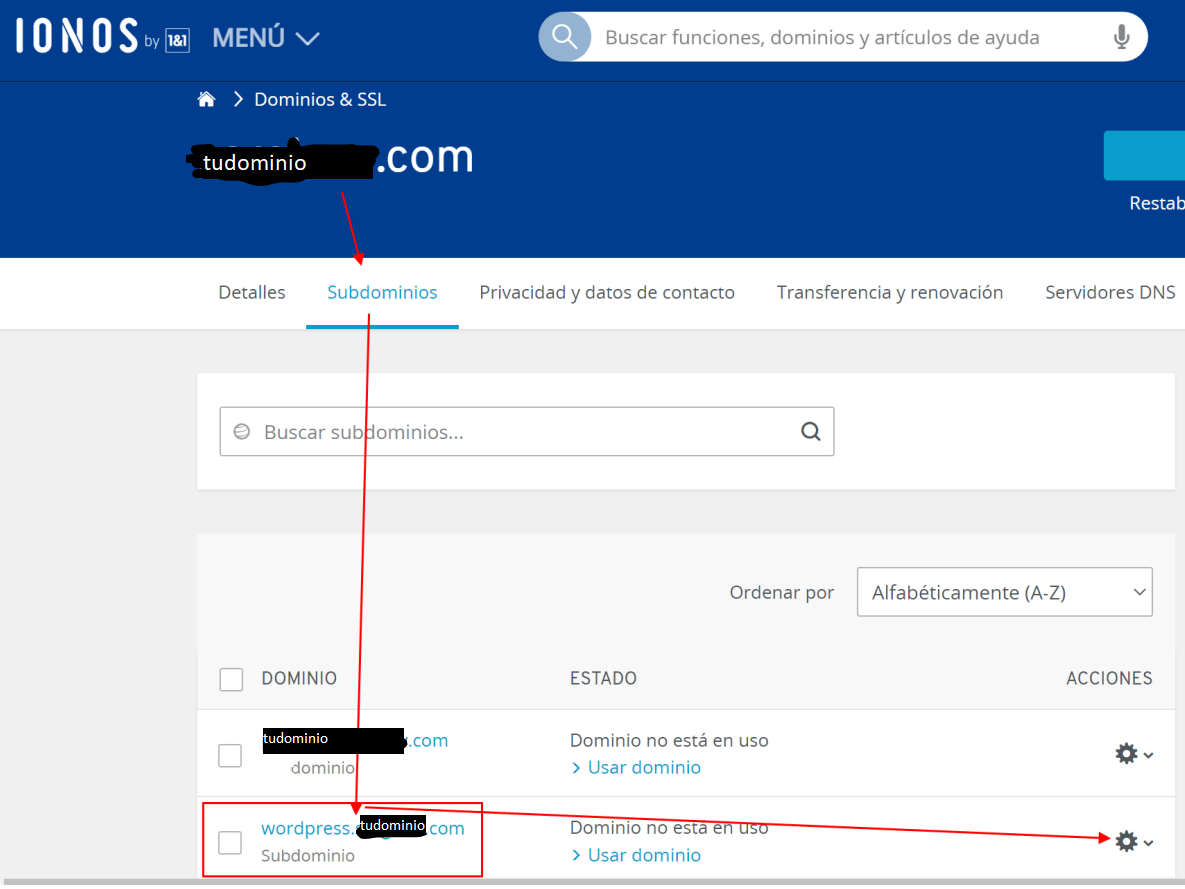 IONOS by 1&1 MENÚ Buscar funciones, dominios y artículos de ayuda
Dominios & SSL
tudominio .com
Restab
Detalles Subdominios Privacidad y datos de contacto Transferencia y renovación Servidores DNS
Buscar subdominios...
Ordenar por Alfabéticamente (A-Z)
DOMINIO ESTADO ACCIONES
tudominio .com Dominio no está en uso
dominio Usar dominio
wordpress. tudominio .com Dominio no está en uso
Subdominio Usar dominio